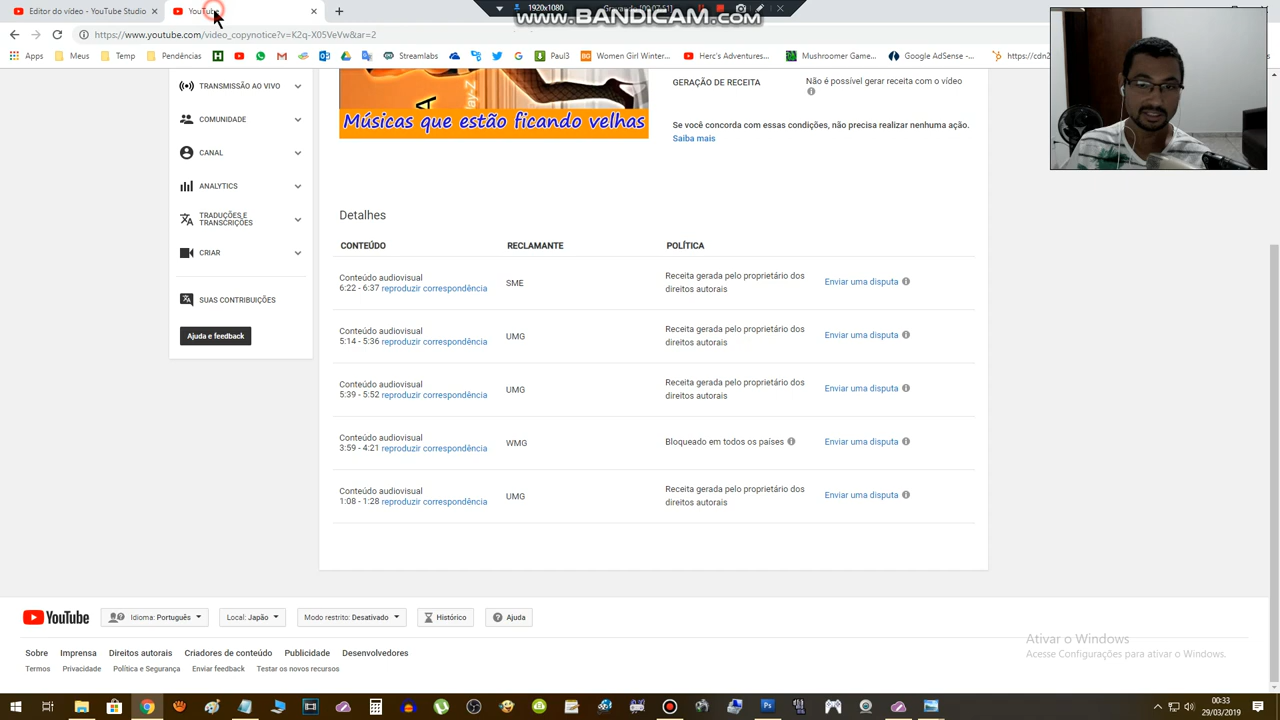 Editor do vídeo - YouTube Studio
YouTube
1920x1080
www.BANDICAM.com
https://www.youtube.com/video_copynotice?v=K2q-X05VeVw&ar=2
Apps Meus Temp Pendências Streamlabs Paul3 Women Girl Winter... Herc's Adventures... Mushroomer Game... Google AdSense -... https://cdn2
TRANSMISSÃO AO VIVO
COMUNIDADE
CANAL
ANALYTICS
TRADUÇÕES E
TRANSCRIÇÕES
CRIAR
SUAS CONTRIBUIÇÕES
Ajuda e feedback
Músicas que estão ficando velhas
GERAÇÃO DE RECEITA
Não é possível gerar receita com o vídeo
Se você concorda com essas condições, não precisa realizar nenhuma ação.
Saiba mais
Detalhes
CONTEÚDO RECLAMANTE POLÍTICA
Conteúdo audiovisual
6:22 - 6:37 reproduzir correspondência
SME
Receita gerada pelo proprietário dos
direitos autorais
Enviar uma disputa
Conteúdo audiovisual
5:14 - 5:36 reproduzir correspondência
UMG
Receita gerada pelo proprietário dos
direitos autorais
Enviar uma disputa
Conteúdo audiovisual
5:39 - 5:52 reproduzir correspondência
UMG
Receita gerada pelo proprietário dos
direitos autorais
Enviar uma disputa
Conteúdo audiovisual
3:59 - 4:21 reproduzir correspondência
WMG
Bloqueado em todos os países
Enviar uma disputa
Conteúdo audiovisual
1:08 - 1:28 reproduzir correspondência
UMG
Receita gerada pelo proprietário dos
direitos autorais
Enviar uma disputa
YouTube
Idioma: Português Local: Japão Modo restrito: Desativado Histórico Ajuda
Sobre Imprensa Direitos autorais Criadores de conteúdo Publicidade Desenvolvedores
Termos Privacidade Política e Segurança Enviar feedback Testar os novos recursos
Ativar o Windows
Acesse Configurações para ativar o Windows.
00:33
29/03/2019